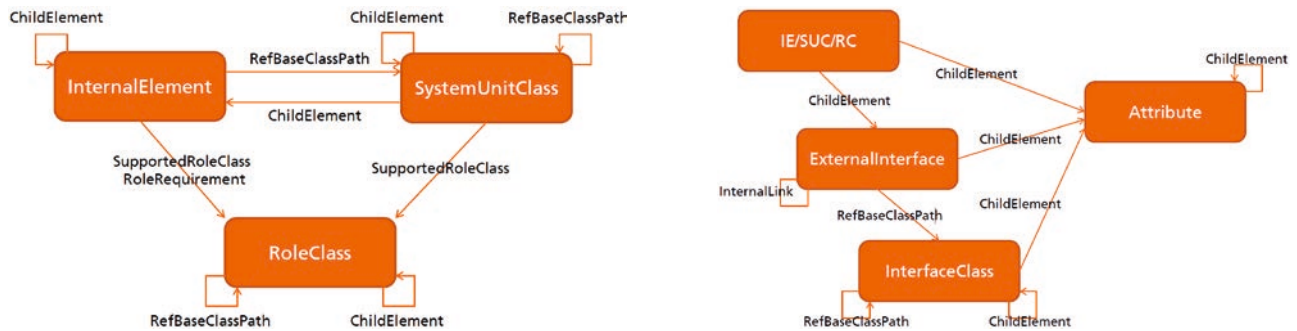 ChildElement
ChildElement
RefBaseClassPath
InternalElement
RefBaseClassPath
SystemUnitClass
ChildElement
SupportedRoleClass
RoleRequirement
SupportedRoleClass
RoleClass
RefBaseClassPath
ChildElement
IE/SUC/RC
ChildElement
ChildElement
ChildElement
Attribute
ExternalInterface
ChildElement
InternalLink
RefBaseClassPath
ChildElement
InterfaceClass
RefBaseClassPath
ChildElement